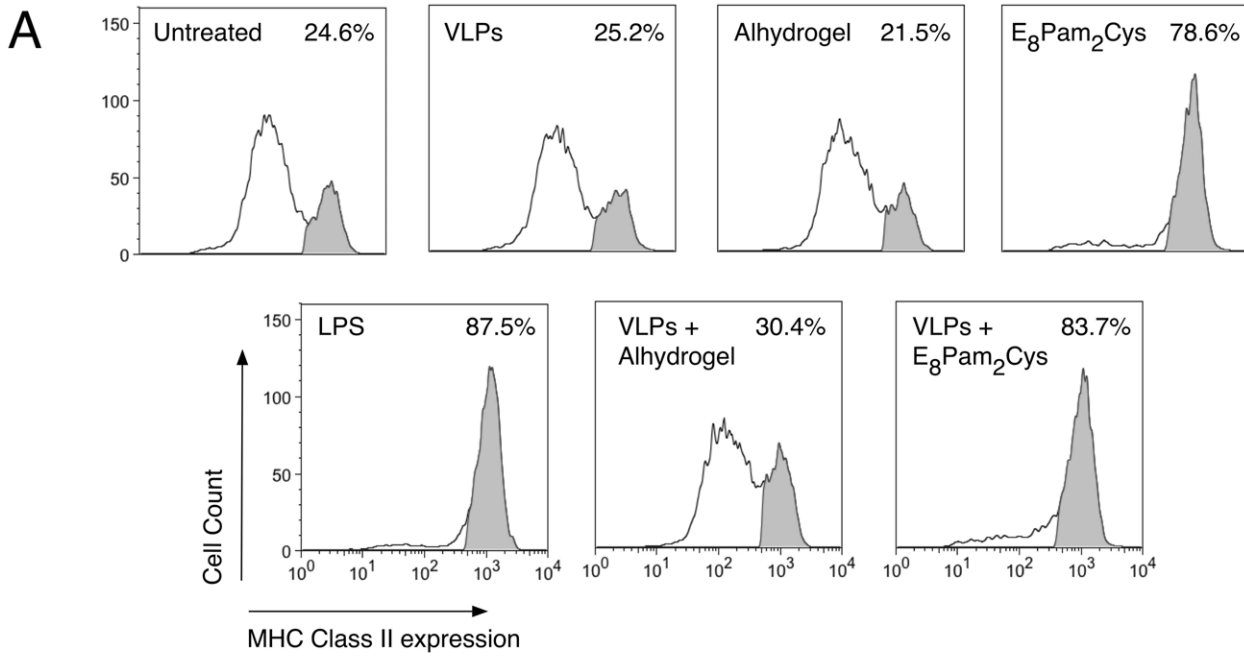 A
Untreated 24.6%
VLPs 25.2%
Alhydrogel 21.5%
E8Pam2Cys 78.6%
150
100
50
0
LPS 87.5%
VLPs + 30.4%
Alhydrogel
VLPs + 83.7%
E8Pam2Cys
150
100
50
0
10^0 10^1 10^2 10^3 10^4
10^0 10^1 10^2 10^3 10^4
10^0 10^1 10^2 10^3 10^4
Cell Count
MHC Class II expression